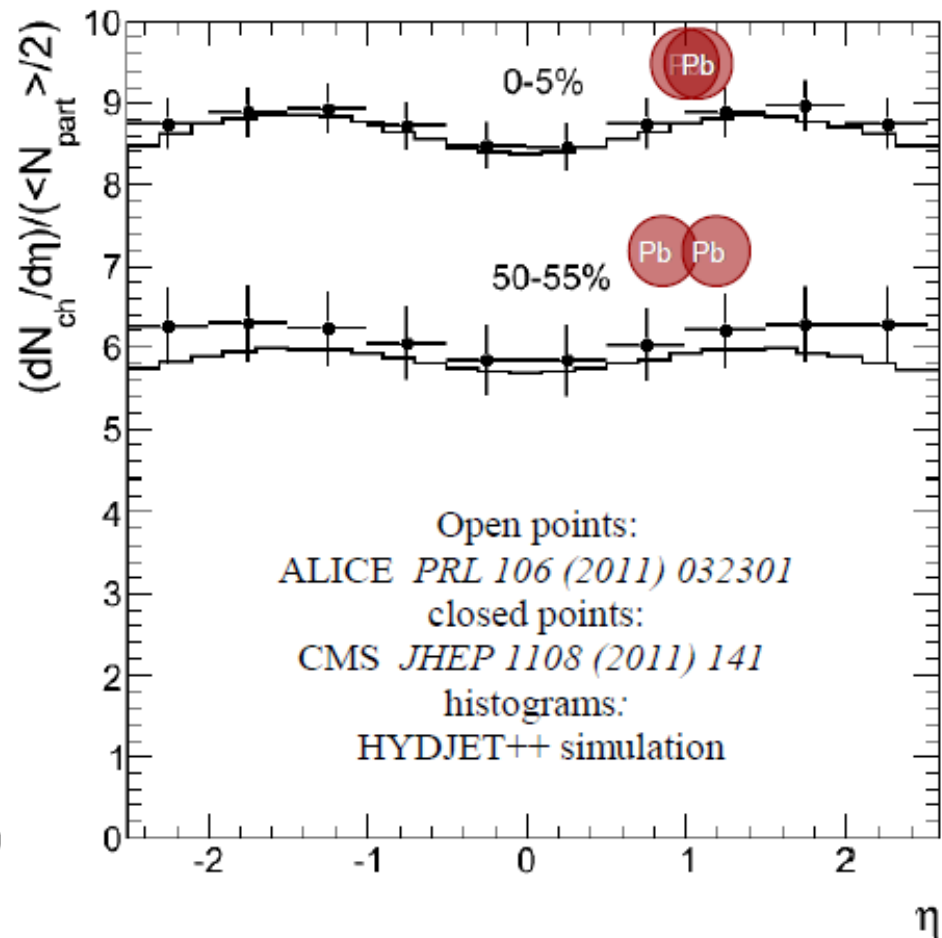 (dN_ch/dη)/(<N_part>/2)
10
9
8
7
6
5
4
3
2
1
0
0-5%
Pb
50-55%
Pb Pb
Open points:
ALICE PRL 106 (2011) 032301
closed points:
CMS JHEP 1108 (2011) 141
histograms:
HYDJET++ simulation
-2 -1 0 1 2
η
)